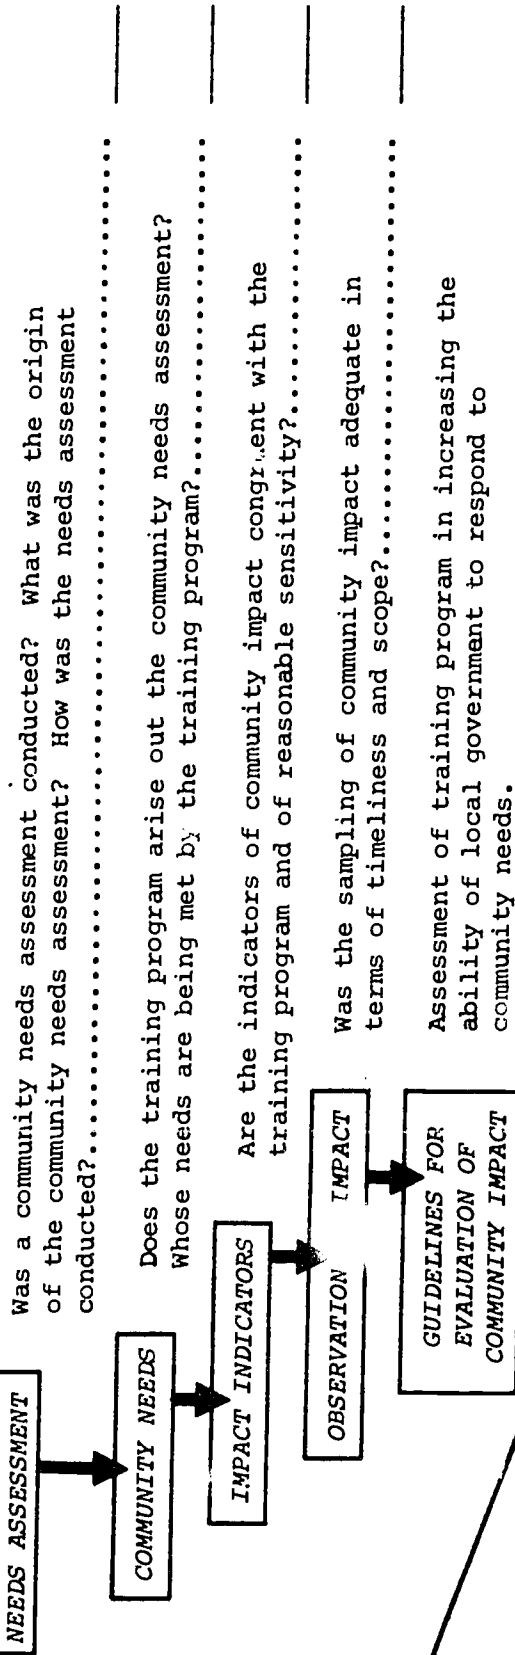 NEEDS ASSESSMENT
Was a community needs assessment conducted? What was the origin
of the community needs assessment? How was the needs assessment
conducted?..........................................................................
COMMUNITY NEEDS
Does the training program arise out the community needs assessment?
Whose needs are being met by the training program?..........................
IMPACT INDICATORS
Are the indicators of community impact congruent with the
training program and of reasonable sensitivity?..........................
OBSERVATION IMPACT
Was the sampling of community impact adequate in
terms of timeliness and scope?..........................................
GUIDELINES FOR
EVALUATION OF
COMMUNITY IMPACT
Assessment of training program in increasing the
ability of local government to respond to
community needs.